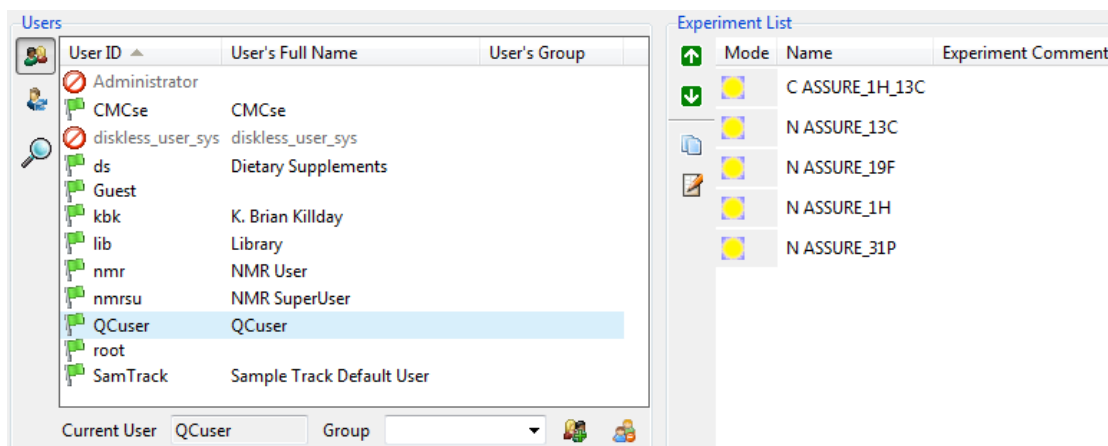 Users
User ID User's Full Name User's Group
Administrator
CMCse CMCse
diskless_user_sys diskless_user_sys
ds Dietary Supplements
Guest
kbk K. Brian Killday
lib Library
nmr NMR User
nmrsu NMR SuperUser
QCuser QCuser
root
SamTrack Sample Track Default User
Current User QCuser Group
Experiment List
Mode Name Experiment Comment
C ASSURE_1H_13C
N ASSURE_13C
N ASSURE_19F
N ASSURE_1H
N ASSURE_31P